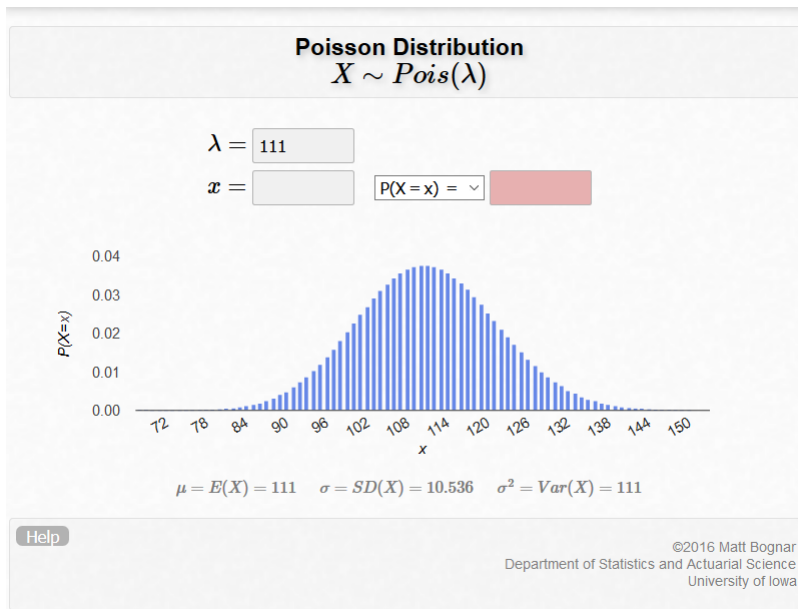 Poisson Distribution
X ∼ Pois(λ)
λ = 111
x = P(X = x) =
0.04
0.03
0.02
0.01
0.00
P(X=x)
72 78 84 90 96 102 108 114 120 126 132 138 144 150
x
μ = E(X) = 111 σ = SD(X) = 10.536 σ² = Var(X) = 111
Help
©2016 Matt Bognar
Department of Statistics and Actuarial Science
University of Iowa